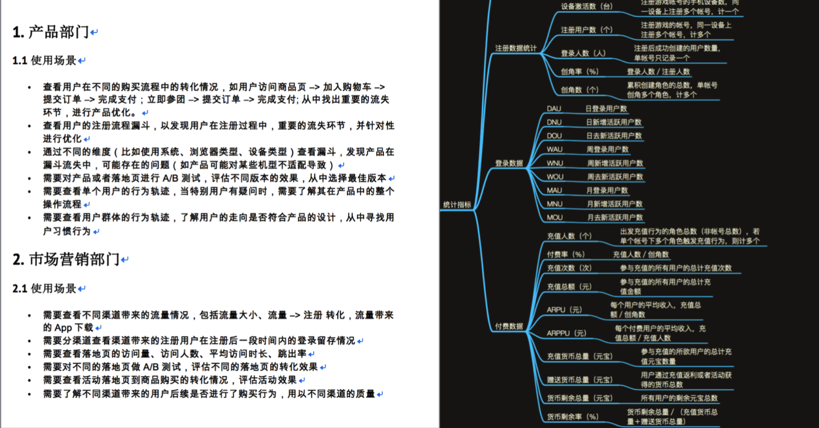 1. 产品部门
1.1 使用场景
• 查看用户在不同的购买流程中的转化情况，如用户访问商品页 –> 加入购物车 –>
提交订单 –> 完成支付；立即参团 –> 提交订单 –> 完成支付; 从中找出重要的流失
环节，进行产品优化。
• 查看用户的注册流程漏斗，以发现用户在注册过程中，重要的流失环节，并针对性
进行优化
• 通过不同的维度（比如使用系统、浏览器类型、设备类型）查看漏斗，发现产品在
漏斗流失中，可能存在的问题（如产品可能对某些机型不适配导致）
• 需要对产品或者落地页进行 A/B 测试，评估不同版本的效果，从中选择最佳版本
• 需要查看单个用户的行为轨迹，当特别用户有疑问时，需要了解其在产品中的整个
操作流程
• 需要查看用户群体的行为轨迹，了解用户的走向是否符合产品的设计，从中寻找用
户习惯行为
2. 市场营销部门
2.1 使用场景
• 需要查看不同渠道带来的流量情况，包括流量大小、流量 –> 注册 转化，流量带来
的 App 下载
• 需要分渠道查看渠道带来的注册用户在注册后一段时间内的登录留存情况
• 需要查看落地页的访问量、访问人数、平均访问时长、跳出率
• 需要对不同的落地页做 A/B 测试，评估不同的落地页的转化效果
• 需要查看活动落地页到商品购买的转化情况，评估活动效果
• 需要了解不同渠道带来的用户后续是否进行了购买行为，用以不同渠道的质量
统计指标
注册数据统计
设备激活数（台）
注册游戏帐号的手机设备数，同
一设备上注册多个帐号，计一个
注册用户数（个）
注册游戏的帐号，同一设备上
注册多个帐号，计多个
登录人数（人）
注册后成功创建的用户数量，
单帐号只记录一个
创角率（%）
登录人数 / 注册人数
创角数（个）
累积创建角色的总数，单帐号
创角多个角色，计多个
登录数据
DAU 日登录用户数
DNU 日新增活跃用户数
DOU 日去新活跃用户数
WAU 周登录用户数
WNU 周新增活跃用户数
WOU 周去新活跃用户数
MAU 月登录用户数
MNU 月新增活跃用户数
MOU 月去新活跃用户数
付费数据
充值人数（个）
出发充值行为的角色总数（非帐号总数），若
单个帐号下多个角色触发充值行为，则计多个
付费率（%） 充值人数 / 创角数
充值次数（次） 参与充值的所有用户的总计充值次数
充值总额（元）
参与充值的所有用户的总计充
值金额
ARPU（元）
每个用户的平均收入，充值总
额 / 创角数
ARPPU（元）
每个付费用户的平均收入，充
值总额 / 充值人数
充值货币总量（元宝）
参与充值的所欲用户的总计充
值元宝数量
赠送货币总量（元宝）
用户通过充值返利或者活动获
得的货币总数
货币剩余总量（元宝） 所有用户的剩余元宝总数
货币剩余率（%）
货币剩余总量 /（充值货币总
量＋赠送货币总量）